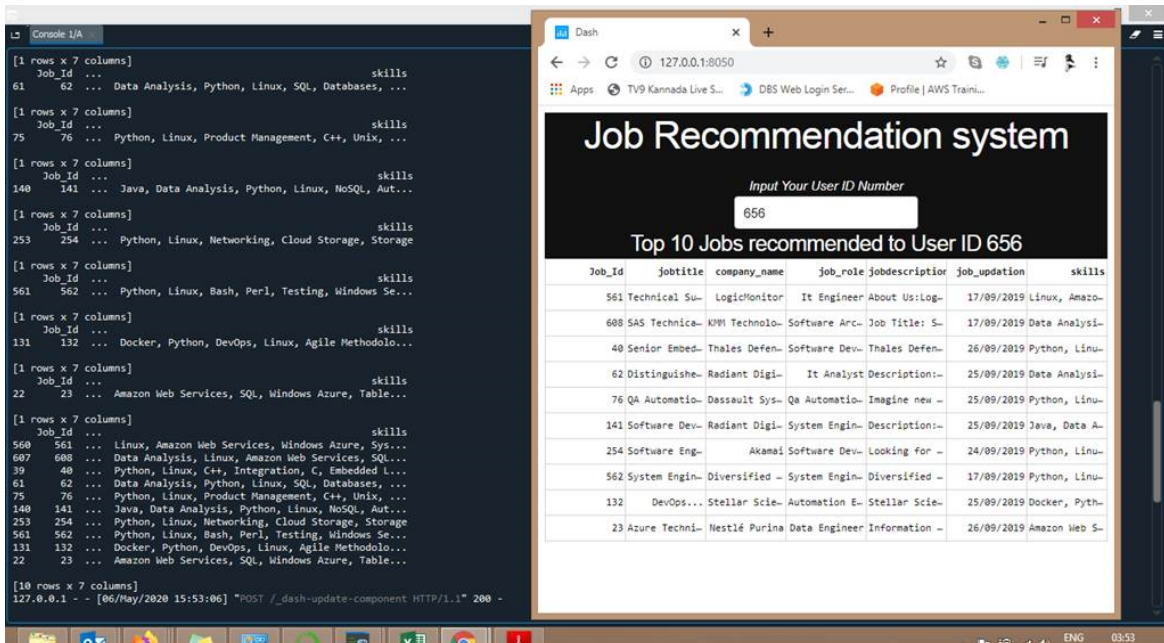 Console 1/A
[1 rows x 7 columns]
Job_Id ... skills
61 62 ... Data Analysis, Python, Linux, SQL, Databases, ...
[1 rows x 7 columns]
Job_Id ... skills
75 76 ... Python, Linux, Product Management, C++, Unix, ...
[1 rows x 7 columns]
Job_Id ... skills
140 141 ... Java, Data Analysis, Python, Linux, NoSQL, Aut...
[1 rows x 7 columns]
Job_Id ... skills
253 254 ... Python, Linux, Networking, Cloud Storage, Storage
[1 rows x 7 columns]
Job_Id ... skills
561 562 ... Python, Linux, Bash, Perl, Testing, Windows Se...
[1 rows x 7 columns]
Job_Id ... skills
131 132 ... Docker, Python, DevOps, Linux, Agile Methodolo...
[1 rows x 7 columns]
Job_Id ... skills
22 23 ... Amazon Web Services, SQL, Windows Azure, Table...
[1 rows x 7 columns]
Job_Id ... skills
560 561 ... Linux, Amazon Web Services, Windows Azure, Sys...
607 608 ... Data Analysis, Linux, Amazon Web Services, SQL...
39 40 ... Python, Linux, C++, Integration, C, Embedded L...
61 62 ... Data Analysis, Python, Linux, SQL, Databases, ...
75 76 ... Python, Linux, Product Management, C++, Unix, ...
140 141 ... Java, Data Analysis, Python, Linux, NoSQL, Aut...
253 254 ... Python, Linux, Networking, Cloud Storage, Storage
561 562 ... Python, Linux, Bash, Perl, Testing, Windows Se...
131 132 ... Docker, Python, DevOps, Linux, Agile Methodolo...
22 23 ... Amazon Web Services, SQL, Windows Azure, Table...
[10 rows x 7 columns]
127.0.0.1 - - [06/May/2020 15:53:06] "POST /_dash-update-component HTTP/1.1" 200 -
Dash
127.0.0.1:8050
Apps TV9 Kannada Live S... DBS Web Login Ser... Profile | AWS Traini...
Job Recommendation system
Input Your User ID Number
656
Top 10 Jobs recommended to User ID 656
Job_Id jobtitle company_name job_role jobdescription job_updation skills
561 Technical Su… LogicMonitor It Engineer About Us:Log… 17/09/2019 Linux, Amazo…
608 SAS Technica… KMM Technolo… Software Arc… Job Title: S… 17/09/2019 Data Analysi…
40 Senior Embed… Thales Defen… Software Dev… Thales Defen… 26/09/2019 Python, Linu…
62 Distinguishe… Radiant Digi… It Analyst Description:… 25/09/2019 Data Analysi…
76 QA Automatio… Dassault Sys… Qa Automatio… Imagine new … 25/09/2019 Python, Linu…
141 Software Dev… Radiant Digi… System Engin… Description:… 25/09/2019 Java, Data A…
254 Software Eng… Akamai Software Dev… Looking for … 24/09/2019 Python, Linu…
562 System Engin… Diversified … System Engin… Diversified … 17/09/2019 Python, Linu…
132 DevOps... Stellar Scie… Automation E… Stellar Scie… 25/09/2019 Docker, Pyth…
23 Azure Techni… Nestlé Purina Data Engineer Information … 26/09/2019 Amazon Web S…
ENG 03:53